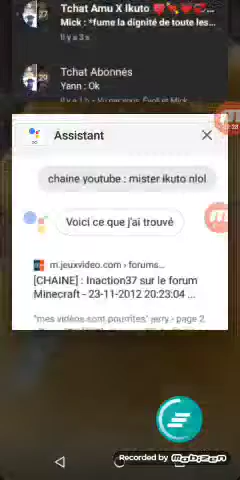 Tchat Amu X Ikuto
Mick : *fume la dignité de toute les...
Il y a 3 s
Tchat Abonnés
Yann : Ok
Assistant
chaine youtube : mister ikuto nlol
Voici ce que j'ai trouvé
m.jeuxvideo.com › forums...
[CHAINE] : Inaction37 sur le forum
Minecraft - 23-11-2012 20:23:04 ...
"mes vidéos sont pourrites" jerry - page 2
Recorded by Mobizen